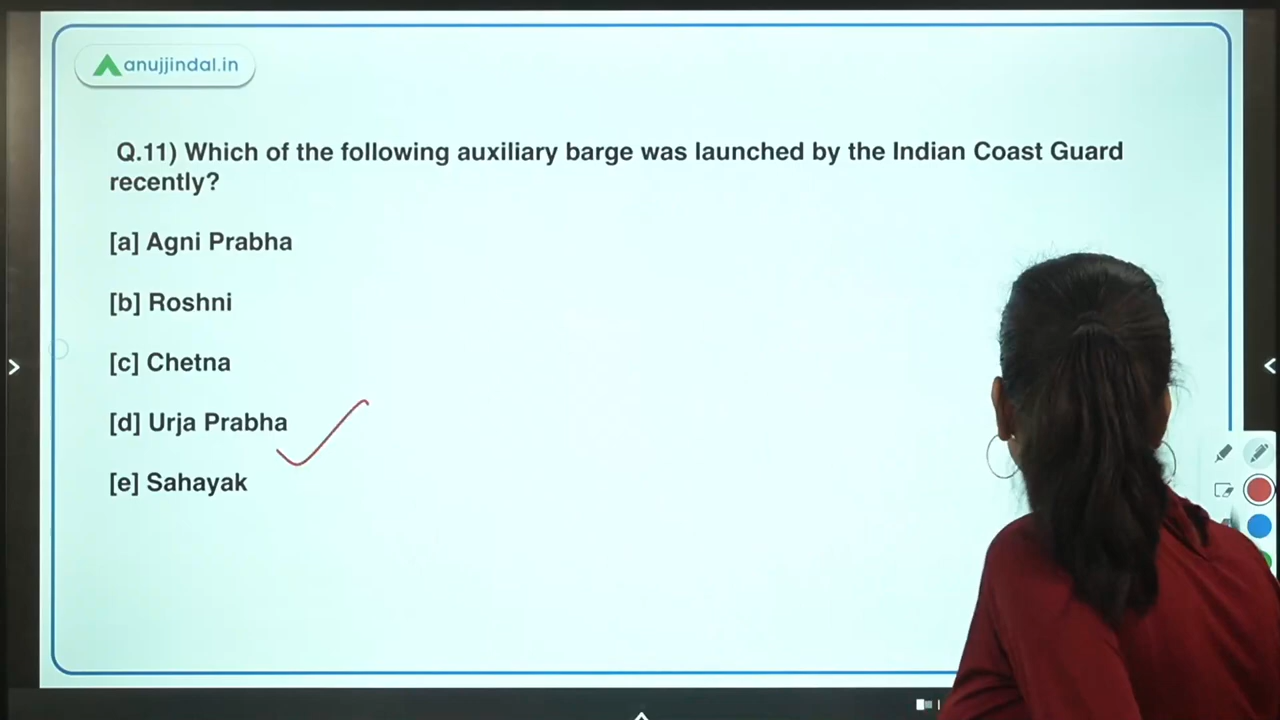 anujjindal.in
Q.11) Which of the following auxiliary barge was launched by the Indian Coast Guard
recently?
[a] Agni Prabha
[b] Roshni
[c] Chetna
[d] Urja Prabha
[e] Sahayak